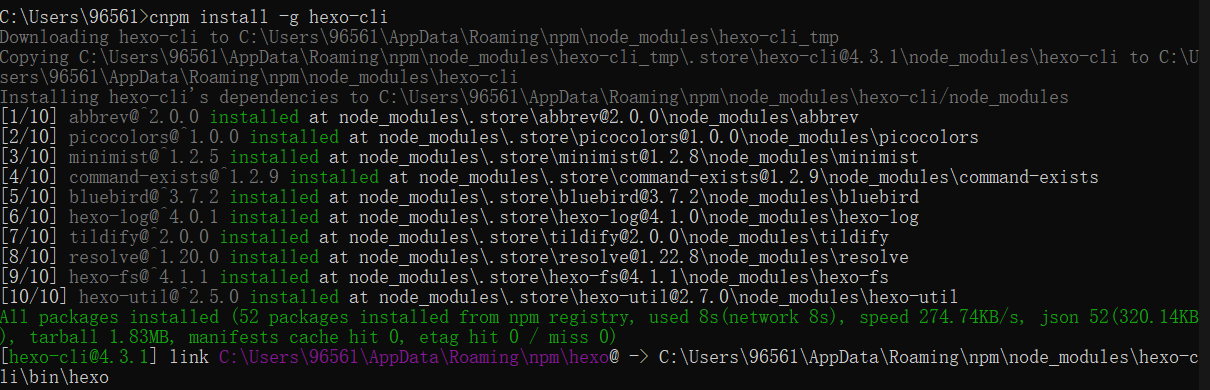 C:\Users\96561>cnpm install -g hexo-cli
Downloading hexo-cli to C:\Users\96561\AppData\Roaming\npm\node_modules\hexo-cli_tmp
Copying C:\Users\96561\AppData\Roaming\npm\node_modules\hexo-cli_tmp\.store\hexo-cli@4.3.1\node_modules\hexo-cli to C:\U
sers\96561\AppData\Roaming\npm\node_modules\hexo-cli
Installing hexo-cli's dependencies to C:\Users\96561\AppData\Roaming\npm\node_modules\hexo-cli/node_modules
[1/10] abbrev@^2.0.0 installed at node_modules\.store\abbrev@2.0.0\node_modules\abbrev
[2/10] picocolors@^1.0.0 installed at node_modules\.store\picocolors@1.0.0\node_modules\picocolors
[3/10] minimist@^1.2.5 installed at node_modules\.store\minimist@1.2.8\node_modules\minimist
[4/10] command-exists@^1.2.9 installed at node_modules\.store\command-exists@1.2.9\node_modules\command-exists
[5/10] bluebird@^3.7.2 installed at node_modules\.store\bluebird@3.7.2\node_modules\bluebird
[6/10] hexo-log@^4.0.1 installed at node_modules\.store\hexo-log@4.1.0\node_modules\hexo-log
[7/10] tildify@^2.0.0 installed at node_modules\.store\tildify@2.0.0\node_modules\tildify
[8/10] resolve@^1.20.0 installed at node_modules\.store\resolve@1.22.8\node_modules\resolve
[9/10] hexo-fs@^4.1.1 installed at node_modules\.store\hexo-fs@4.1.1\node_modules\hexo-fs
[10/10] hexo-util@^2.5.0 installed at node_modules\.store\hexo-util@2.7.0\node_modules\hexo-util
All packages installed (52 packages installed from npm registry, used 8s(network 8s), speed 274.74KB/s, json 52(320.14KB
), tarball 1.83MB, manifests cache hit 0, etag hit 0 / miss 0)
[hexo-cli@4.3.1] link C:\Users\96561\AppData\Roaming\npm\hexo@ -> C:\Users\96561\AppData\Roaming\npm\node_modules\hexo-c
li\bin\hexo